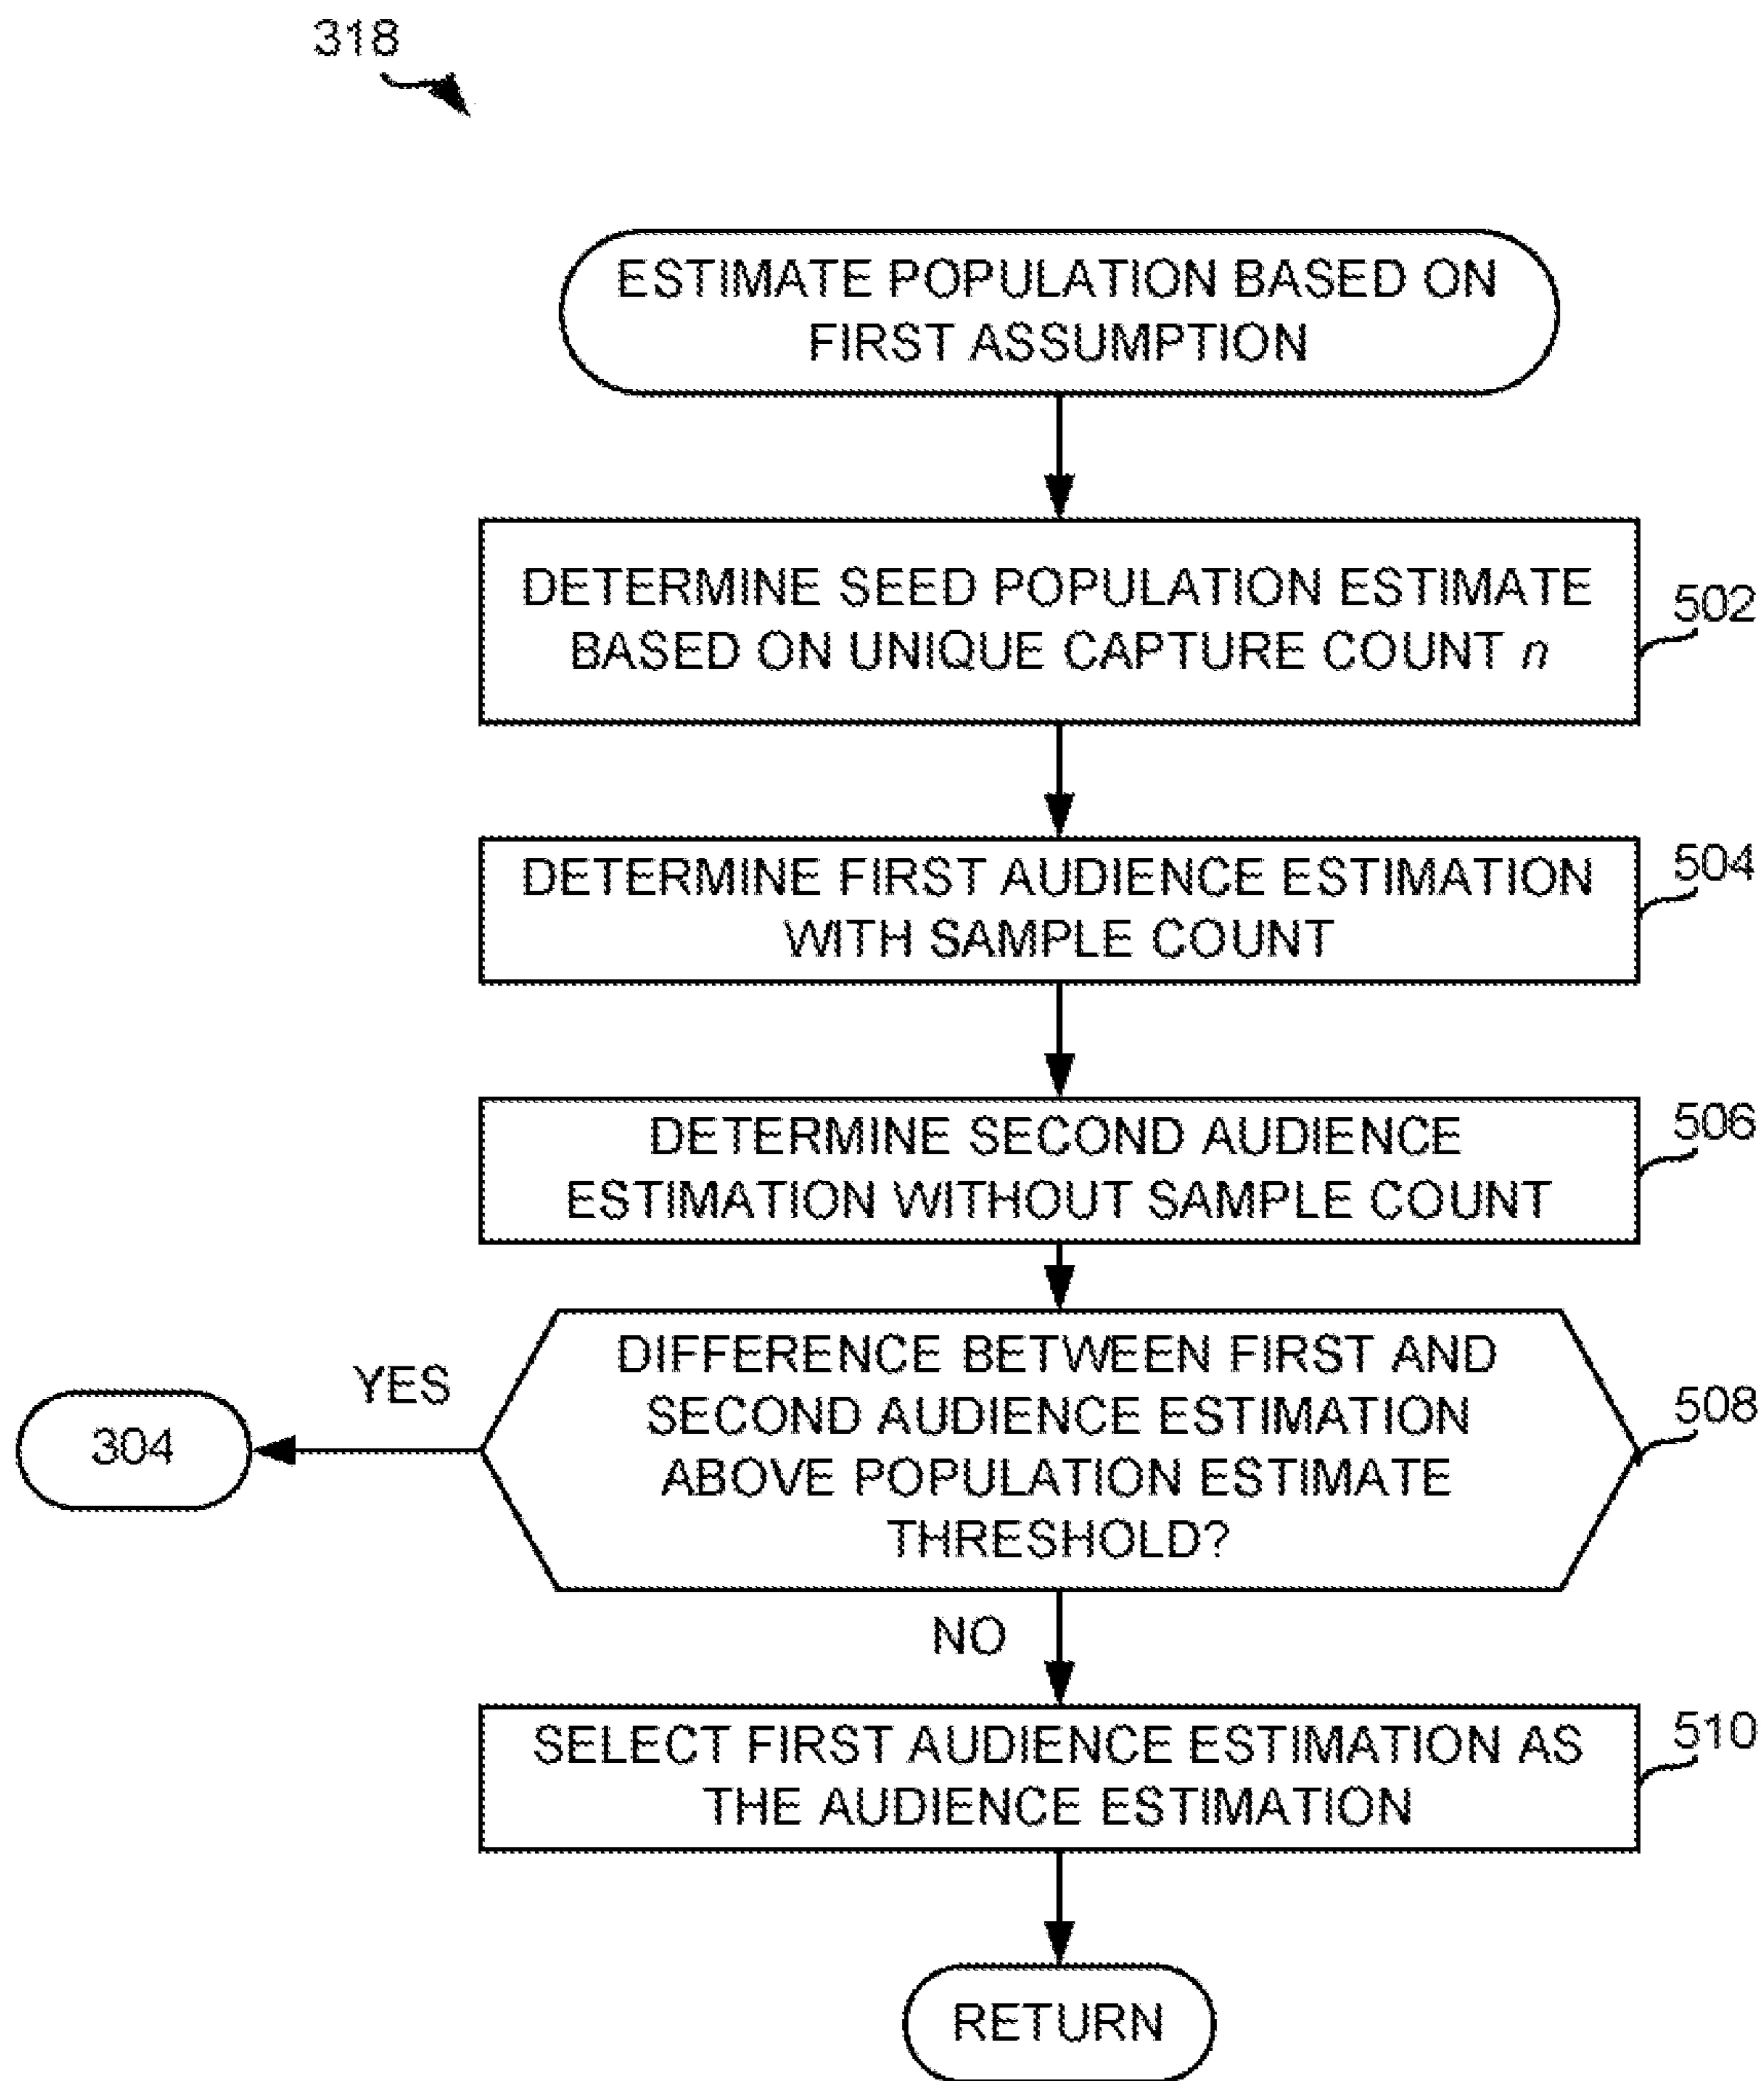 318
ESTIMATE POPULATION BASED ON
FIRST ASSUMPTION
DETERMINE SEED POPULATION ESTIMATE
BASED ON UNIQUE CAPTURE COUNT n
502
DETERMINE FIRST AUDIENCE ESTIMATION
WITH SAMPLE COUNT
504
DETERMINE SECOND AUDIENCE
ESTIMATION WITHOUT SAMPLE COUNT
506
DIFFERENCE BETWEEN FIRST AND
SECOND AUDIENCE ESTIMATION
ABOVE POPULATION ESTIMATE
THRESHOLD?
508
YES
304
NO
SELECT FIRST AUDIENCE ESTIMATION AS
THE AUDIENCE ESTIMATION
510
RETURN